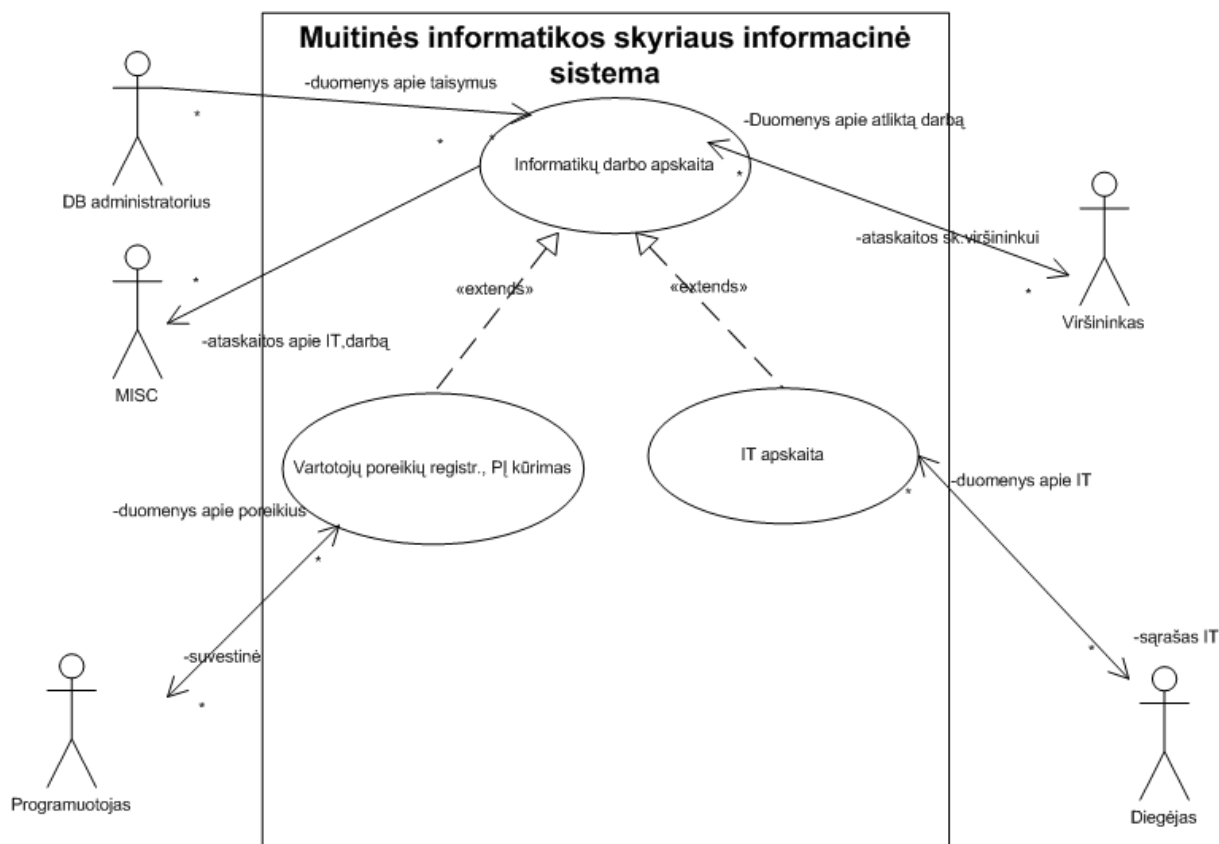 Muitinės informatikos skyriaus informacinė
sistema
-duomenys apie taisymus
*
*
*
-Duomenys apie atliktą darbą
*
Informatikų darbo apskaita
DB administratorius
-ataskaitos sk.viršininkui
*
Viršininkas
*
«extends»
«extends»
-ataskaitos apie IT,darbą
MISC
Vartotojų poreikių registr., PĮ kūrimas
IT apskaita
-duomenys apie IT
*
-duomenys apie poreikius
*
-sąrašas IT
*
-suvestinė
*
Programuotojas
Diegėjas